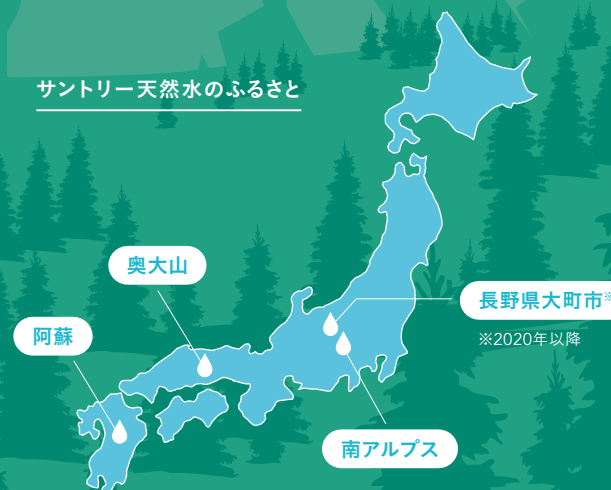 サントリー天然水のふるさと
奥大山
阿蘇
長野県大町市※
※2020年以降
南アルプス